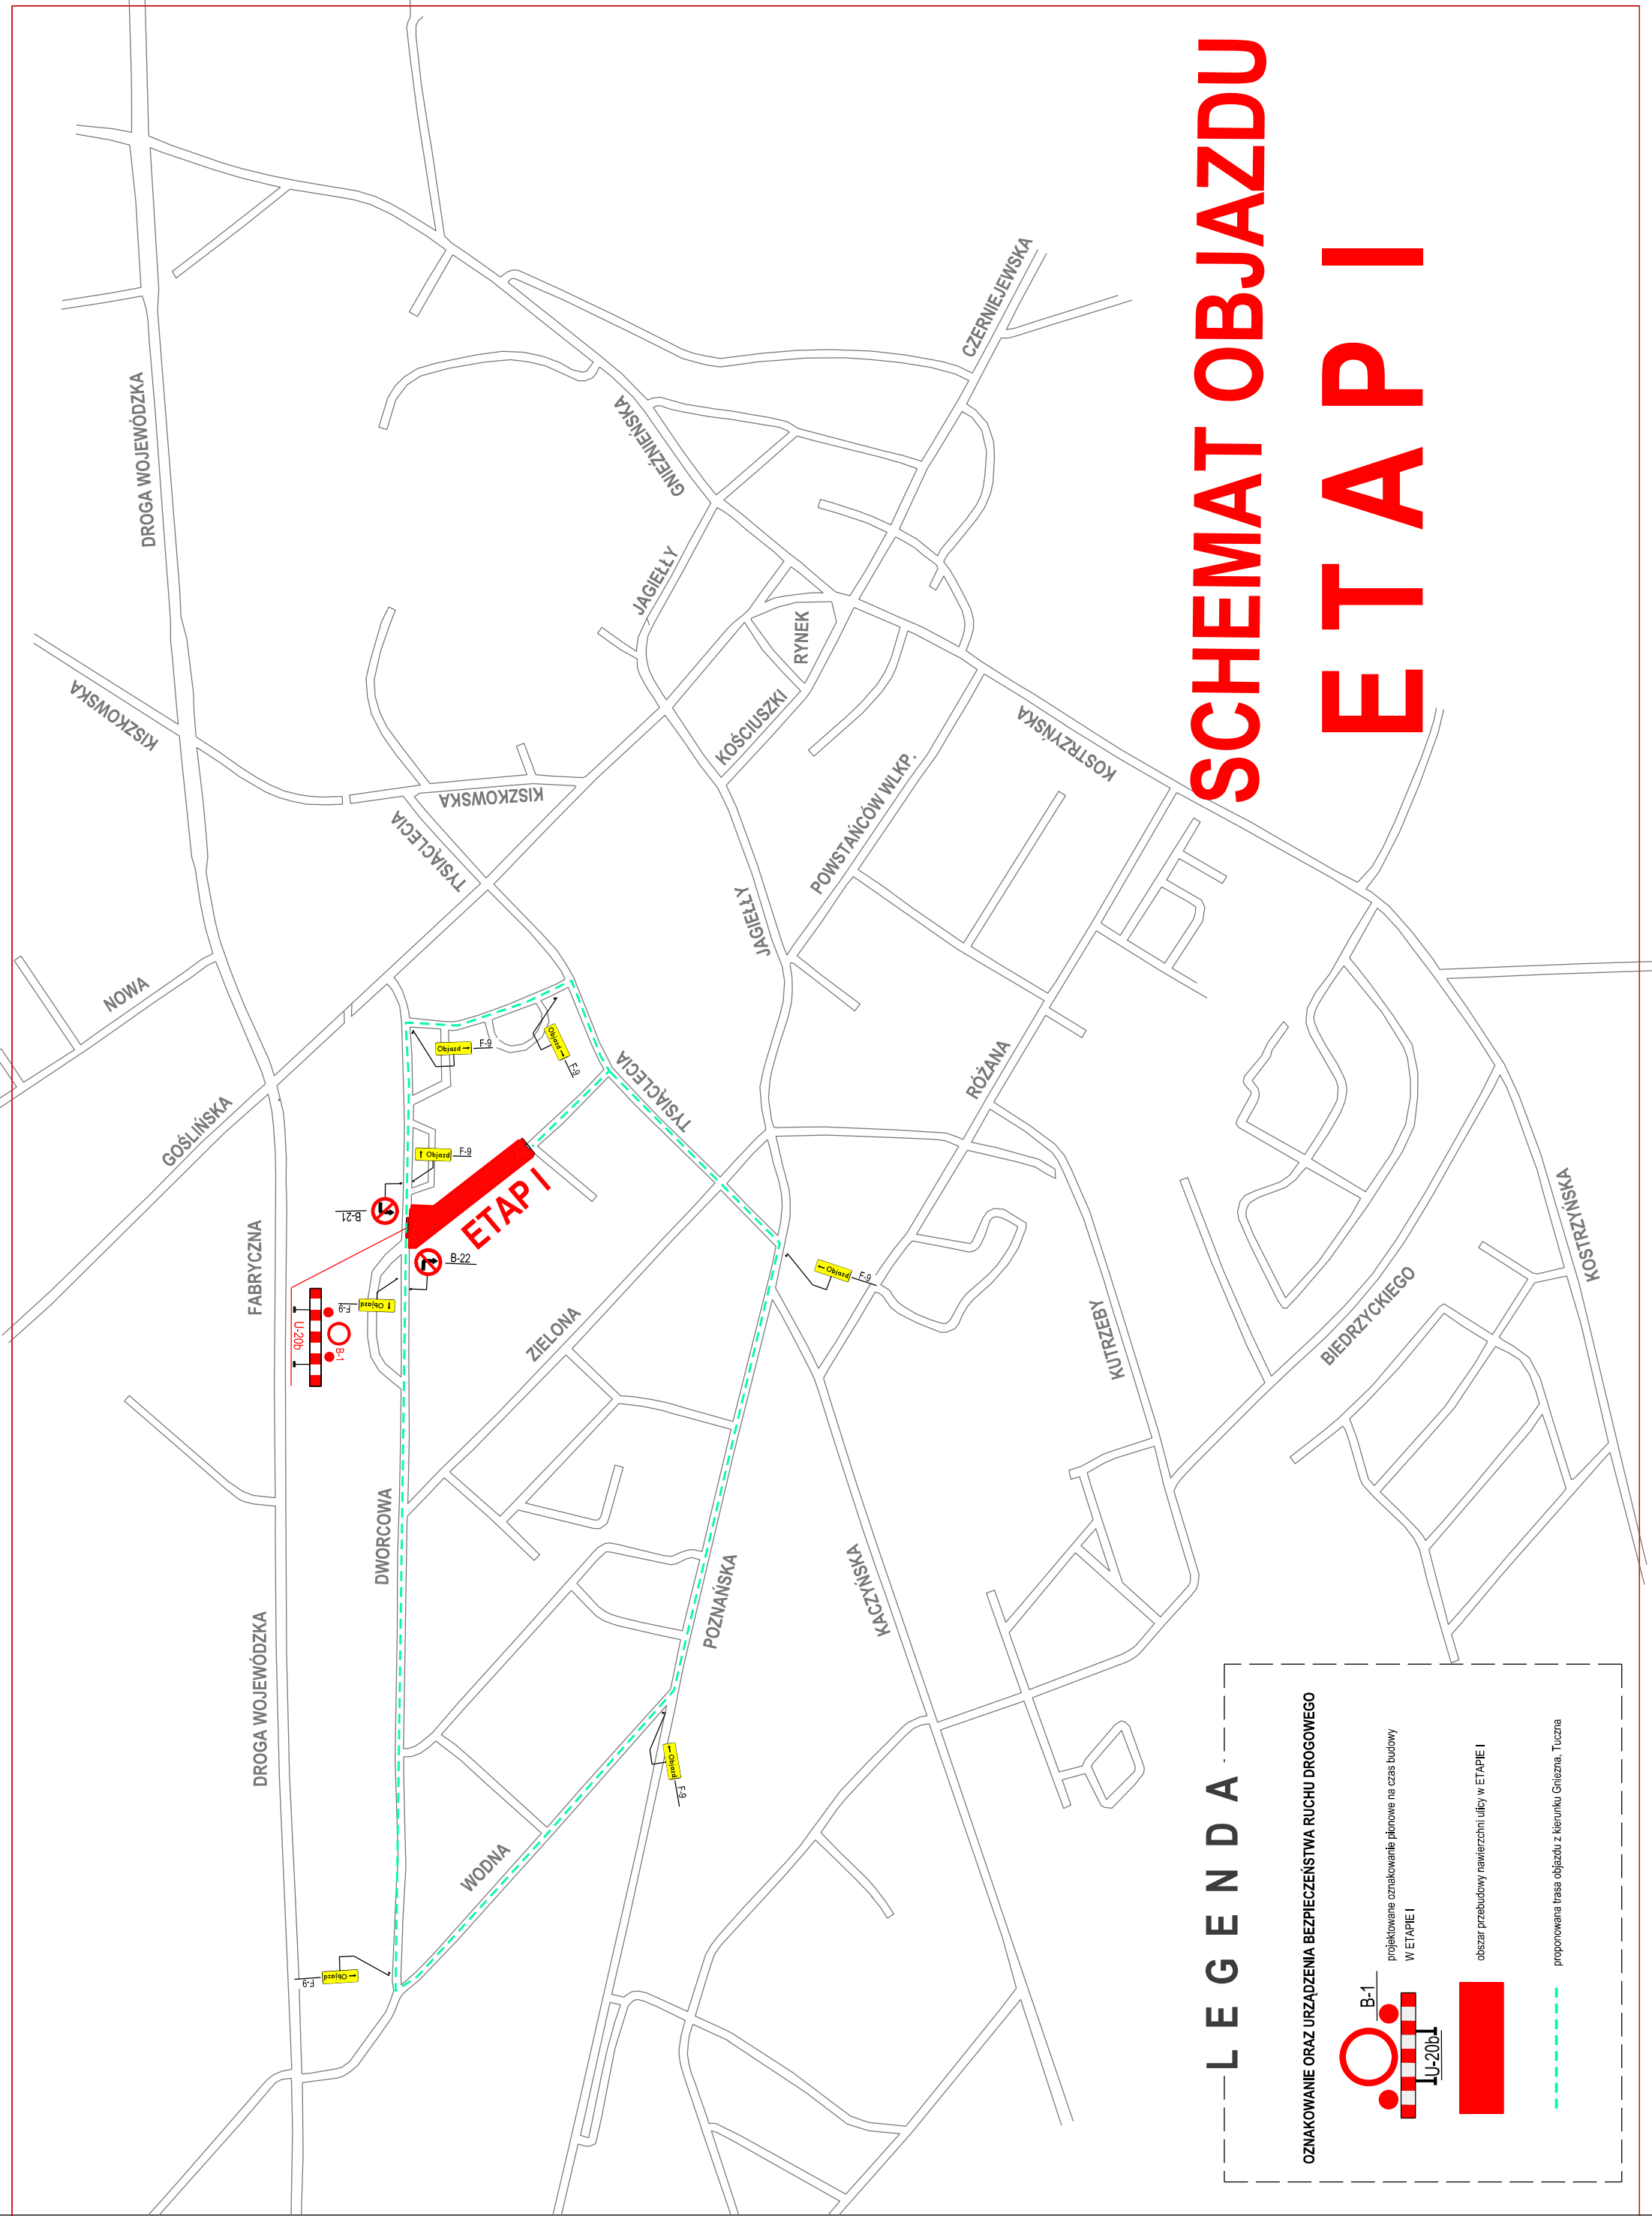 SCHEMAT OBJAZDU
ETAP I
DROGA WOJEWÓDZKA
KISZKOWSKA
NOWA
GOŚLIŃSKA
FABRYCZNA
DROGA WOJEWÓDZKA
GNIEŹNIEŃSKA
CZERNIEJEWSKA
JAGIEŁŁY
RYNEK
KOŚCIUSZKI
KISZKOWSKA
TYSIĄCLECIA
POWSTAŃCÓW WLKP.
KOSTRZYŃSKA
JAGIEŁŁY
TYSIĄCLECIA
RÓŻANA
Objazd
F-9
Objazd
F-9
Objazd
F-9
B-21
ETAP I
B-22
Objazd
F-9
U-20b
B-1
Objazd
F-9
ZIELONA
KUTRZEBY
BIEDRZYCKIEGO
KOSTRZYŃSKA
DWORCOWA
POZNAŃSKA
KACZYŃSKA
Objazd
F-9
WODNA
Objazd
F-9
LEGENDA
OZNAKOWANIE ORAZ URZĄDZENIA BEZPIECZEŃSTWA RUCHU DROGOWEGO
B-1
U-20b
projektowane oznakowanie pionowe na czas budowy
W ETAPIE I
obszar przebudowy nawierzchni ulicy w ETAPIE I
proponowana trasa objazdu z kierunku Gniezna, Tuczna